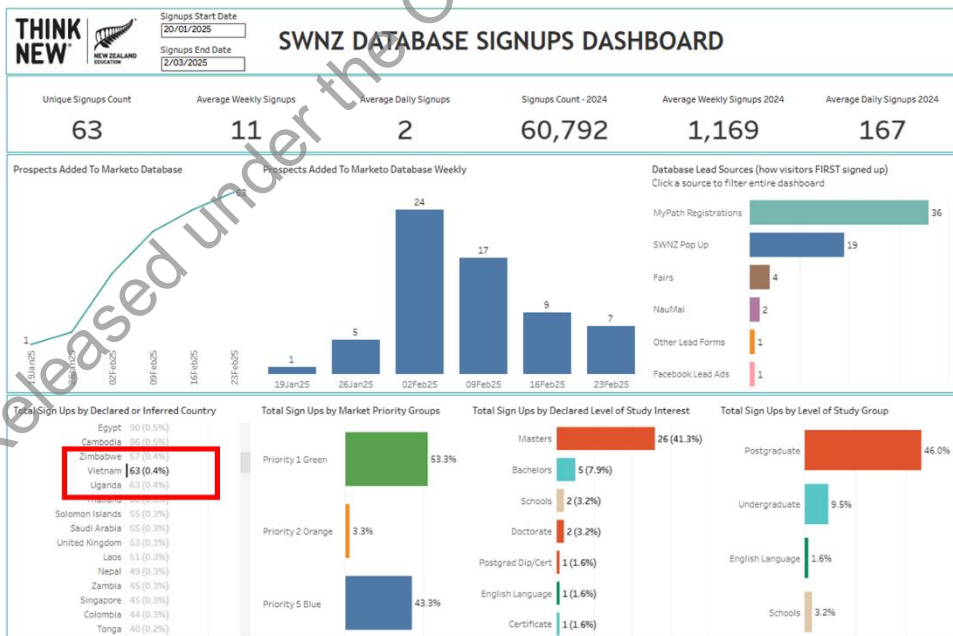 THINK NEW
NEW ZEALAND EDUCATION
Signups Start Date
20/01/2025
Signups End Date
2/03/2025
SWNZ DATABASE SIGNUPS DASHBOARD
Unique Signups Count
63
Average Weekly Signups
11
Average Daily Signups
2
Signups Count - 2024
60,792
Average Weekly Signups 2024
1,169
Average Daily Signups 2024
167
Prospects Added To Marketo Database
1
63
19Jan25
26Jan25
02Feb25
09Feb25
16Feb25
23Feb25
Prospects Added To Marketo Database Weekly
1
5
24
17
9
7
19Jan25
26Jan25
02Feb25
09Feb25
16Feb25
23Feb25
Database Lead Sources (how visitors FIRST signed up)
Click a source to filter entire dashboard
MyPath Registrations 36
SWNZ Pop Up 19
Fairs 4
NauMai 2
Other Lead Forms 1
Facebook Lead Ads 1
Total Sign Ups by Declared or Inferred Country
Egypt 90 (0.5%)
Cambodia 86 (0.5%)
Zimbabwe 67 (0.4%)
Vietnam 63 (0.4%)
Uganda 63 (0.4%)
Solomon Islands 55 (0.3%)
Saudi Arabia 55 (0.3%)
United Kingdom 53 (0.3%)
Laos 51 (0.3%)
Nepal 49 (0.3%)
Zambia 45 (0.3%)
Singapore 45 (0.3%)
Colombia 44 (0.3%)
Tonga 40 (0.2%)
Total Sign Ups by Market Priority Groups
Priority 1 Green 53.3%
Priority 2 Orange 3.3%
Priority 5 Blue 43.3%
Total Sign Ups by Declared Level of Study Interest
Masters 26 (41.3%)
Bachelors 5 (7.9%)
Schools 2 (3.2%)
Doctorate 2 (3.2%)
Postgrad Dip/Cert 1 (1.6%)
English Language 1 (1.6%)
Certificate 1 (1.6%)
Total Sign Ups by Level of Study Group
Postgraduate 46.0%
Undergraduate 9.5%
English Language 1.6%
Schools 3.2%
Released under the